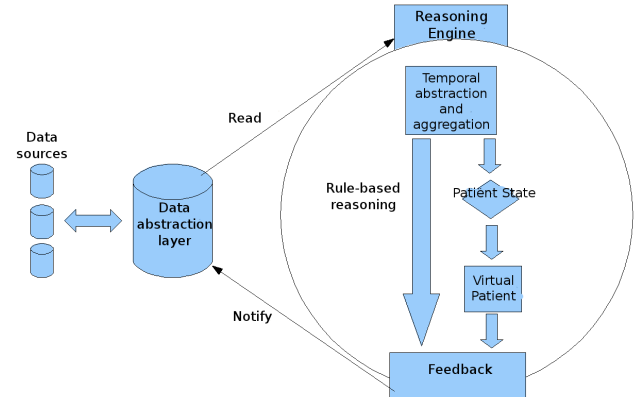 Reasoning
Engine
Temporal
abstraction
and
aggregation
Read
Data
sources
Rule-based
reasoning
Patient State
Data
abstraction
layer
Virtual
Patient
Notify
Feedback